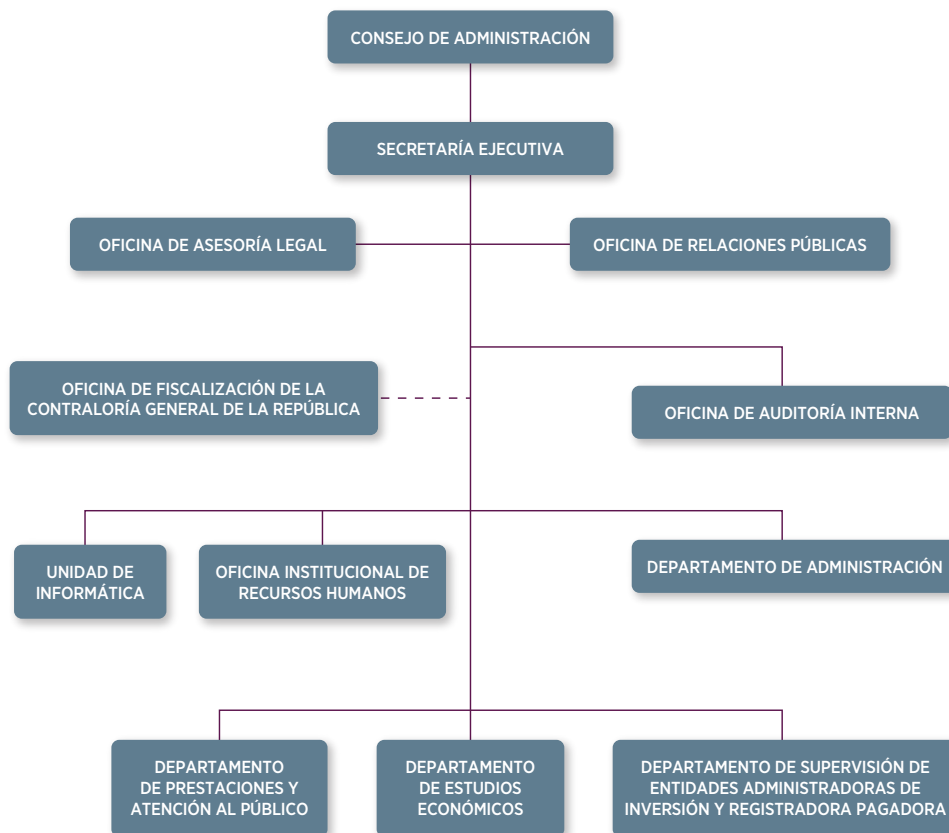 CONSEJO DE ADMINISTRACIÓN
SECRETARÍA EJECUTIVA
OFICINA DE ASESORÍA LEGAL
OFICINA DE RELACIONES PÚBLICAS
OFICINA DE FISCALIZACIÓN DE LA
CONTRALORÍA GENERAL DE LA REPÚBLICA
OFICINA DE AUDITORÍA INTERNA
UNIDAD DE
INFORMÁTICA
OFICINA INSTITUCIONAL DE
RECURSOS HUMANOS
DEPARTAMENTO DE ADMINISTRACIÓN
DEPARTAMENTO
DE PRESTACIONES Y
ATENCIÓN AL PÚBLICO
DEPARTAMENTO
DE ESTUDIOS
ECONÓMICOS
DEPARTAMENTO DE SUPERVISIÓN DE
ENTIDADES ADMINISTRADORAS DE
INVERSIÓN Y REGISTRADORA PAGADORA